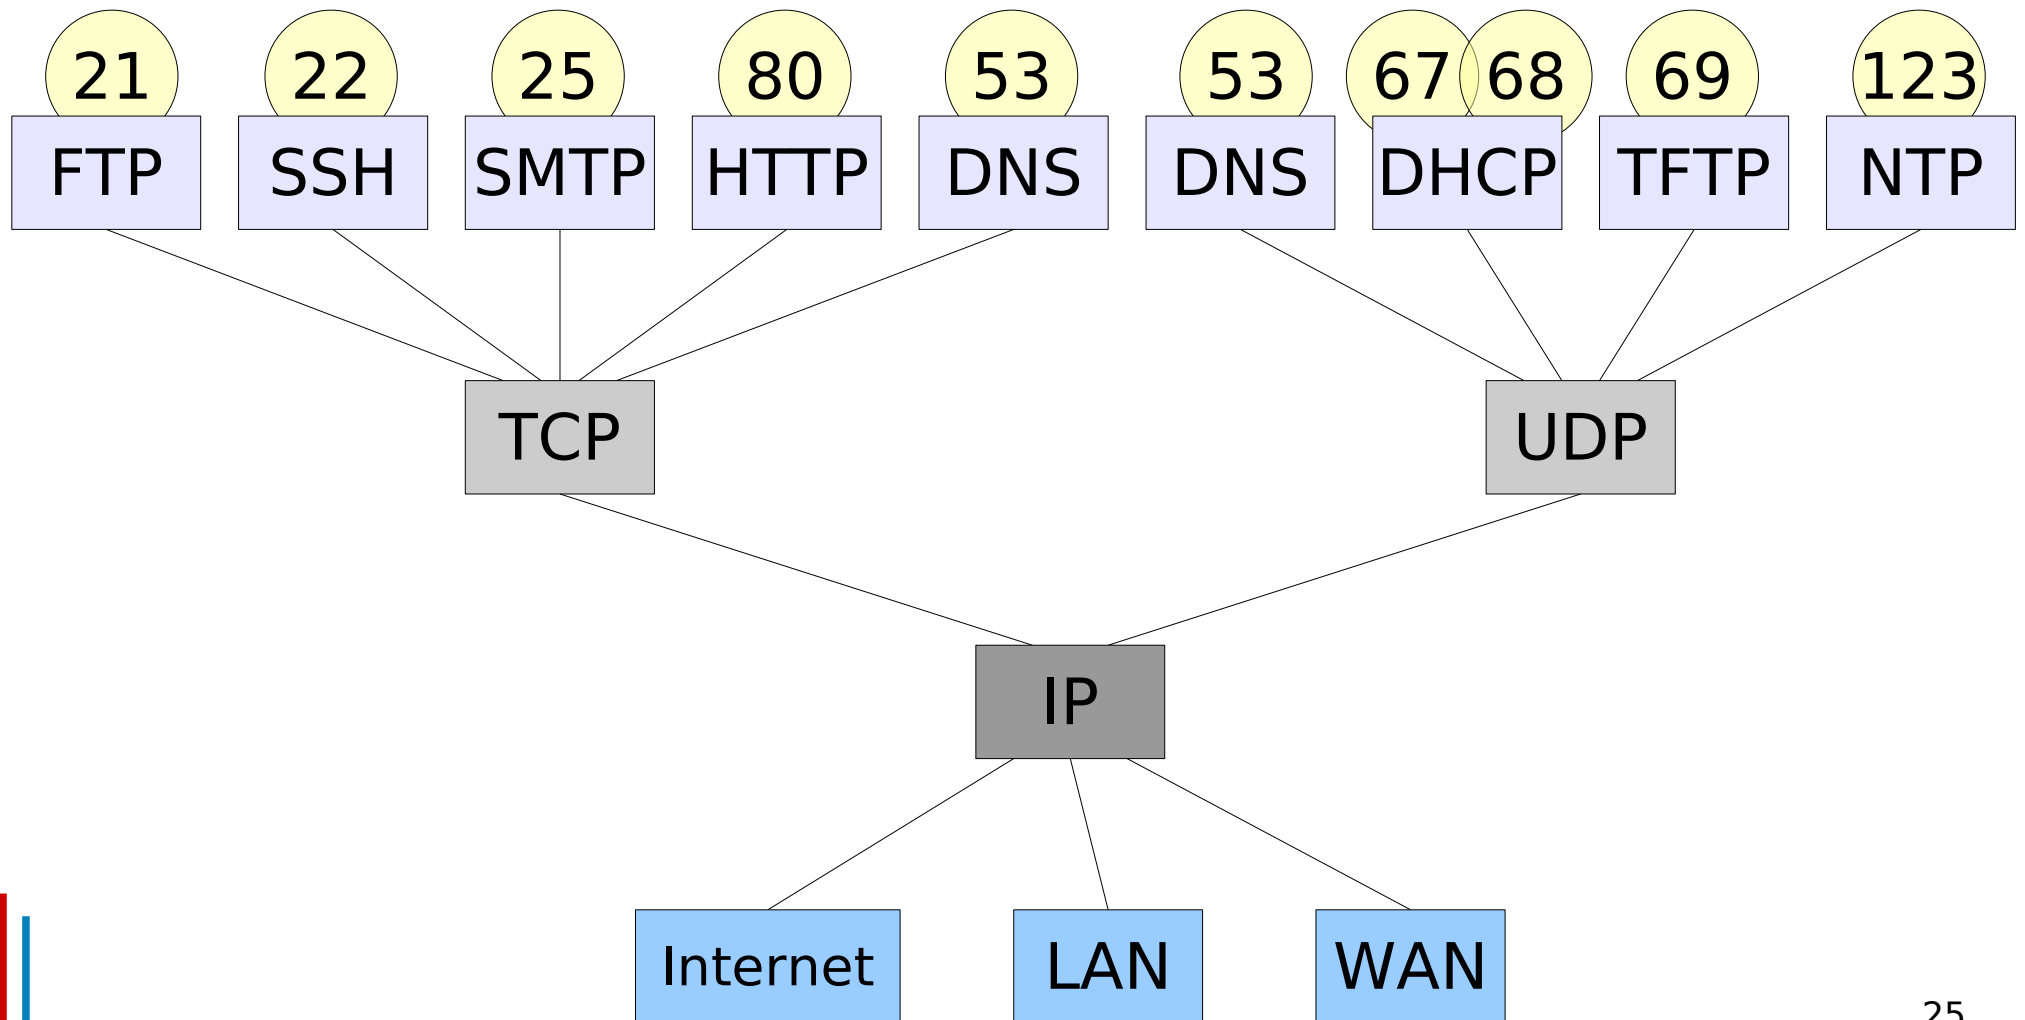 21 22 25 80 53 53 67 68 69 123
FTP SSH SMTP HTTP DNS DNS DHCP TFTP NTP
TCP UDP
IP
Internet LAN WAN
25